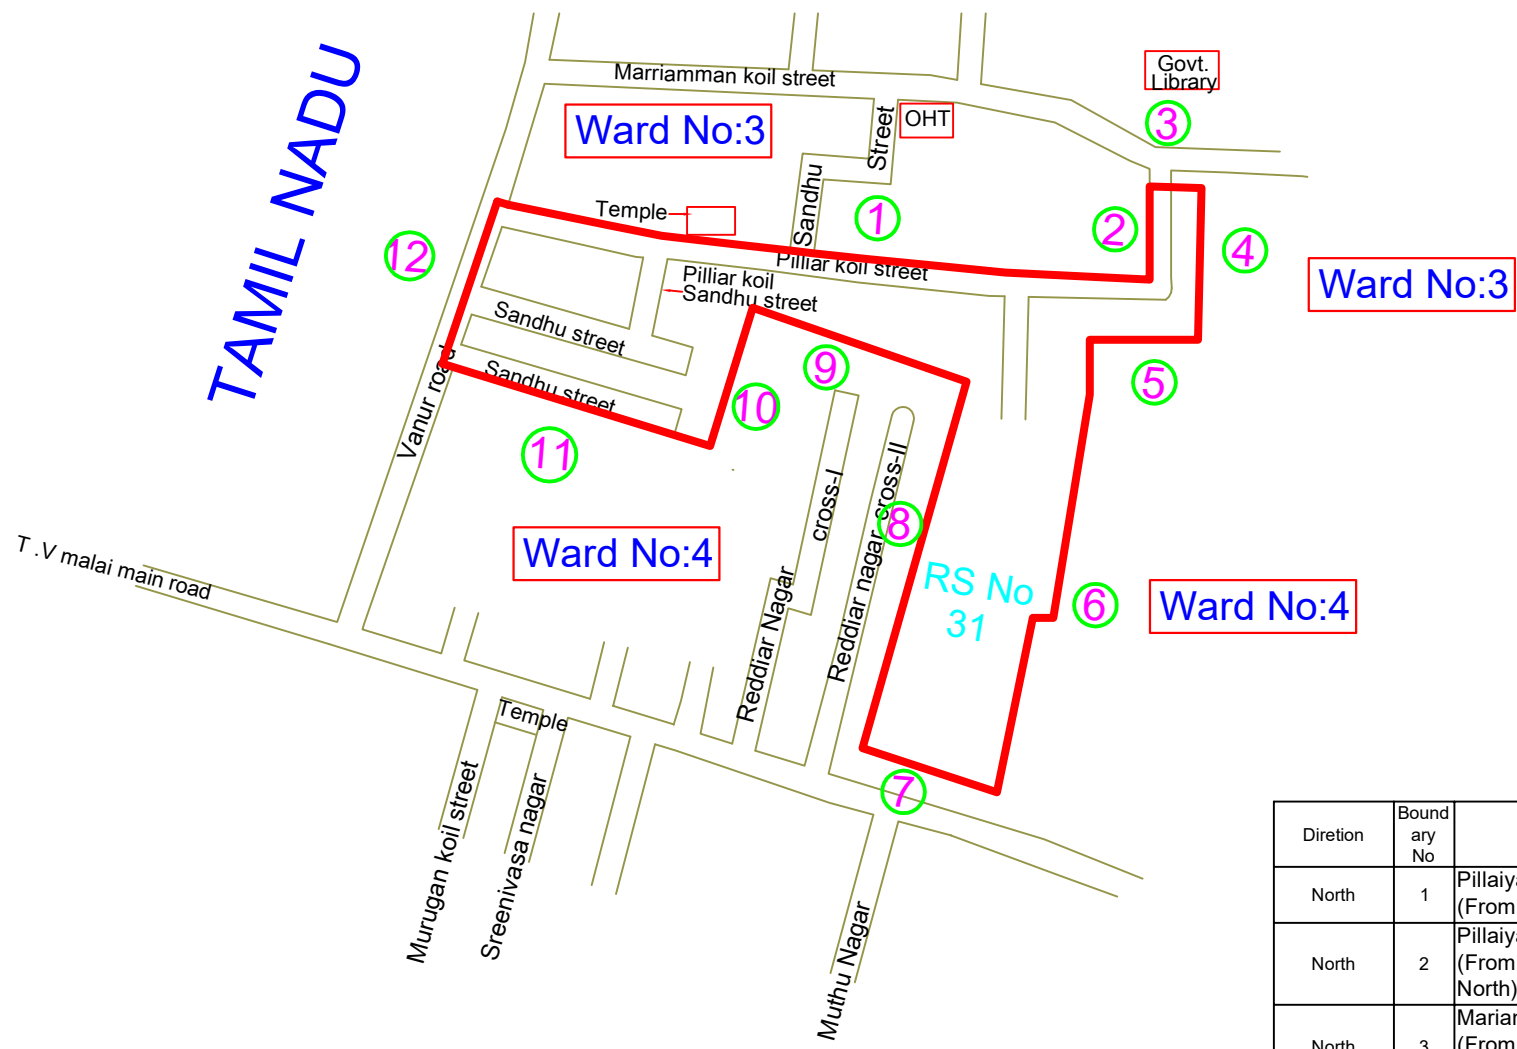 TAMIL NADU
Marriamman koil street
Govt.
Library
3
Ward No:3
OHT
Street
Sandhu
Temple
1
2
4
12
Pilliar koil street
Pilliar koil
Sandhu street
Ward No:3
Sandhu street
Sandhu street
Vanur road
9
10
5
11
cross-I
Reddiar Nagar
Reddiar nagar cross-II
8
Ward No:4
RS No
31
6
Ward No:4
T .V malai main road
Temple
7
Murugan koil street
Sreenivasa nagar
Muthu Nagar
Diretion
Bound
ary
No
North
1
(From
North
2
(From
North)
North
3
(From